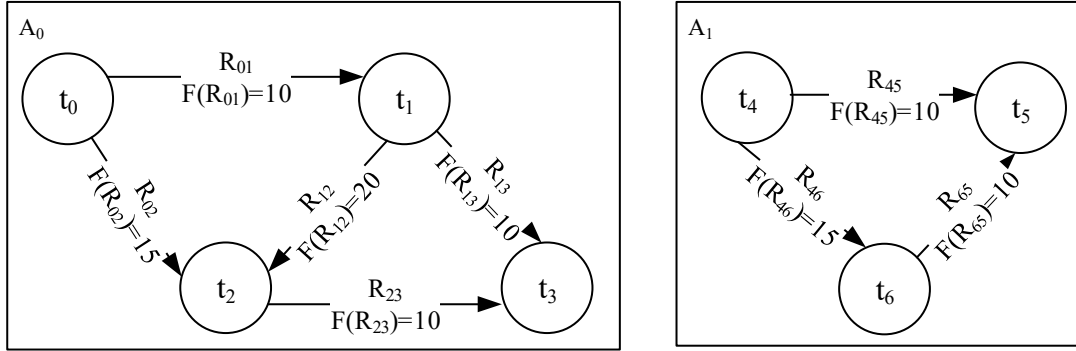 A₀
t₀
R₀₁
F(R₀₁)=10
t₁
R₀₂
F(R₀₂)=15
R₁₂
F(R₁₂)=20
R₁₃
F(R₁₃)=10
t₂
R₂₃
F(R₂₃)=10
t₃
A₁
t₄
R₄₅
F(R₄₅)=10
t₅
R₄₆
F(R₄₆)=15
R₆₅
F(R₆₅)=10
t₆